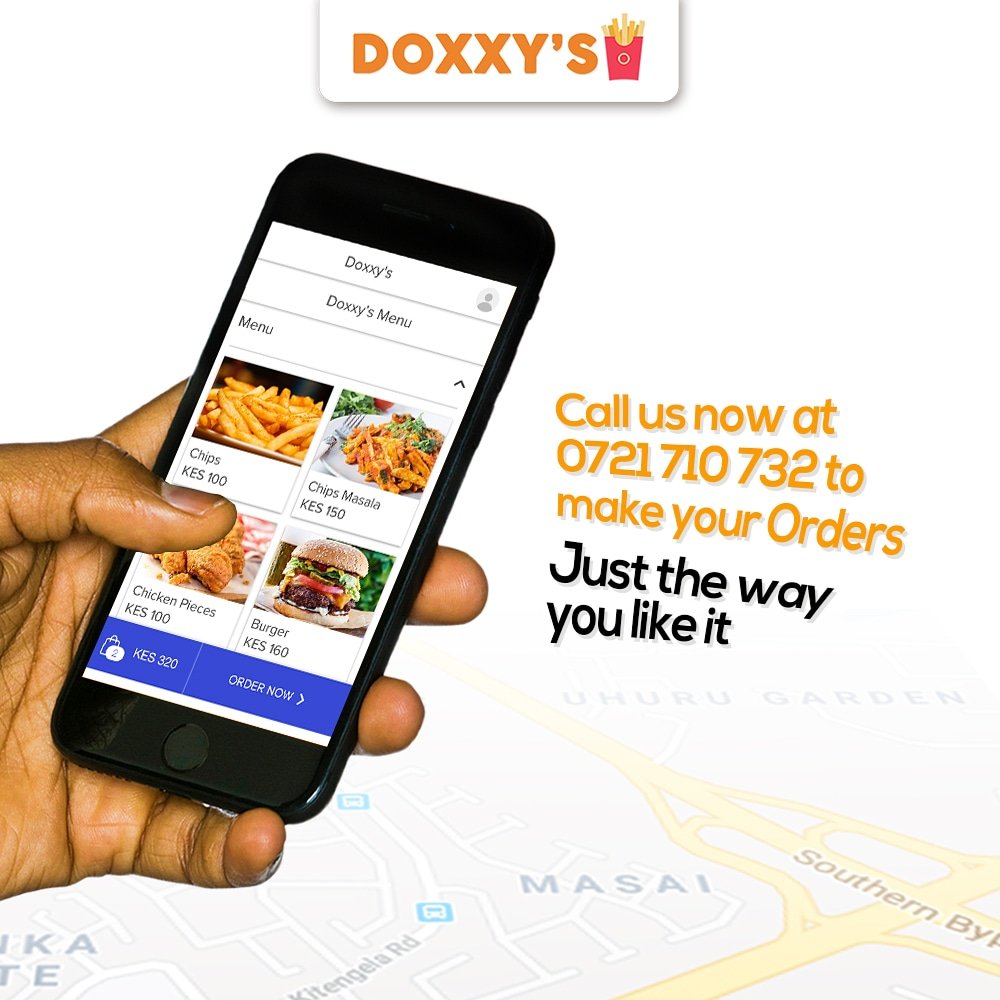 DOXXY'S
Doxxy's
Doxxy's Menu
Menu
Chips
KES 100
Chips Masala
KES 150
Chicken Pieces
KES 100
Burger
KES 160
2
KES 320
ORDER NOW
Call us now at
0721 710 732 to
make your Orders
Just the way
you like it
UHURU GARDEN
Southern Byp
MASAI
Kitengela Rd